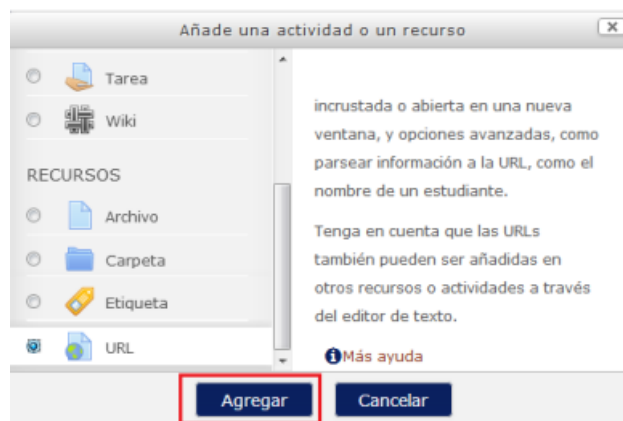 Añade una actividad o un recurso
Tarea
Wiki
RECURSOS
Archivo
Carpeta
Etiqueta
URL
incrustada o abierta en una nueva
ventana, y opciones avanzadas, como
parsear información a la URL, como el
nombre de un estudiante.
Tenga en cuenta que las URLs
también pueden ser añadidas en
otros recursos o actividades a través
del editor de texto.
Más ayuda
Agregar
Cancelar